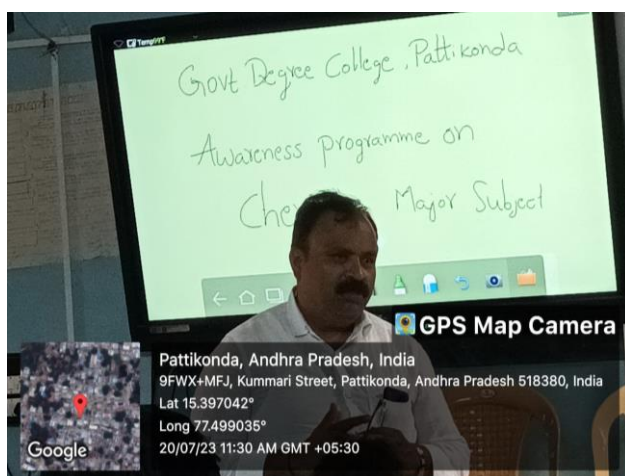 Govt Degree College, Pattikonda
Awareness programme on
Major Subject
GPS Map Camera
Pattikonda, Andhra Pradesh, India
9FWX+MFJ, Kummari Street, Pattikonda, Andhra Pradesh 518380, India
Lat 15.397042°
Long 77.499035°
20/07/23 11:30 AM GMT +05:30
Google